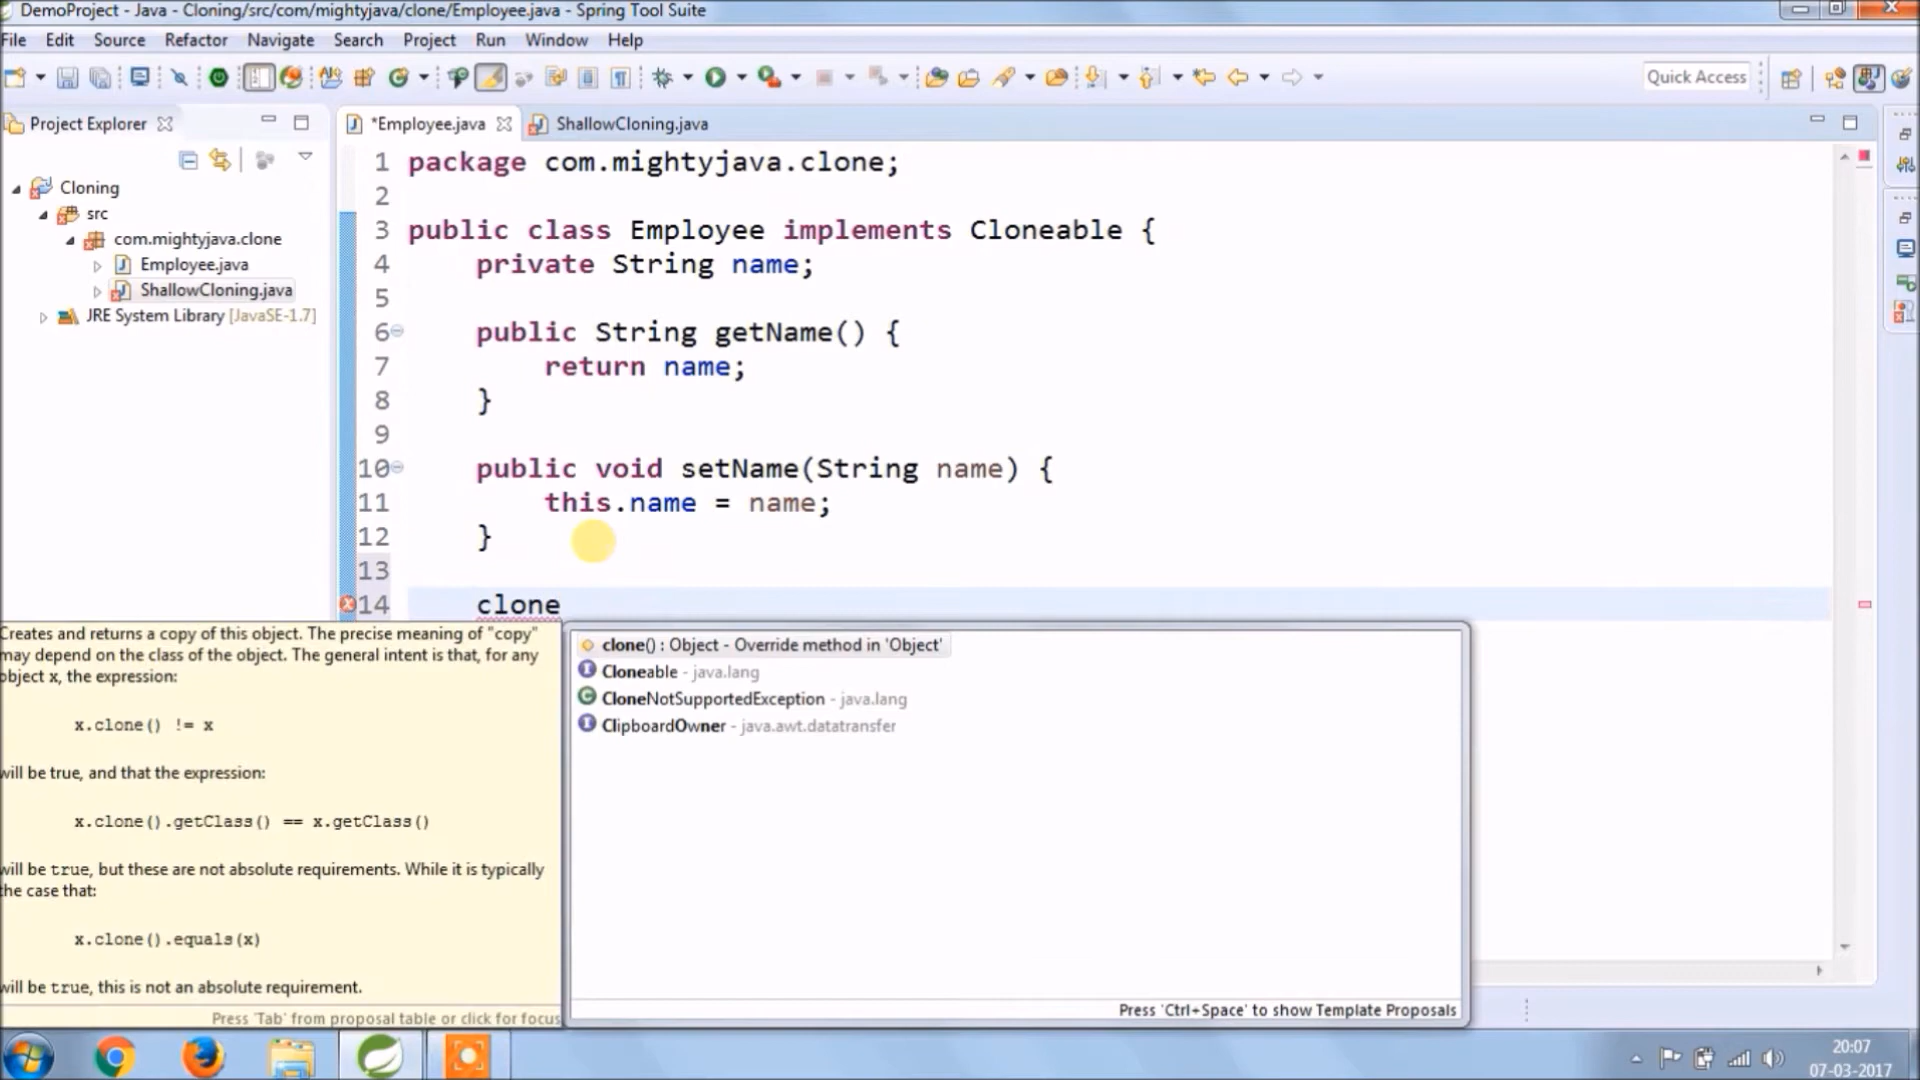 DemoProject - Java - Cloning/src/com/mightyjava/clone/Employee.java - Spring Tool Suite
File Edit Source Refactor Navigate Search Project Run Window Help
Quick Access
Project Explorer
*Employee.java
ShallowCloning.java
Cloning
src
com.mightyjava.clone
Employee.java
ShallowCloning.java
JRE System Library [JavaSE-1.7]
1 package com.mightyjava.clone;
2
3 public class Employee implements Cloneable {
4 private String name;
5
6 public String getName() {
7 return name;
8 }
9
10 public void setName(String name) {
11 this.name = name;
12 }
13
14 clone
Creates and returns a copy of this object. The precise meaning of "copy"
may depend on the class of the object. The general intent is that, for any
object x, the expression:
x.clone() != x
will be true, and that the expression:
x.clone().getClass() == x.getClass()
will be true, but these are not absolute requirements. While it is typically
the case that:
x.clone().equals(x)
will be true, this is not an absolute requirement.
Press 'Tab' from proposal table or click for focus
clone() : Object - Override method in 'Object'
Cloneable - java.lang
CloneNotSupportedException - java.lang
ClipboardOwner - java.awt.datatransfer
Press 'Ctrl+Space' to show Template Proposals
20:07
07-03-2017